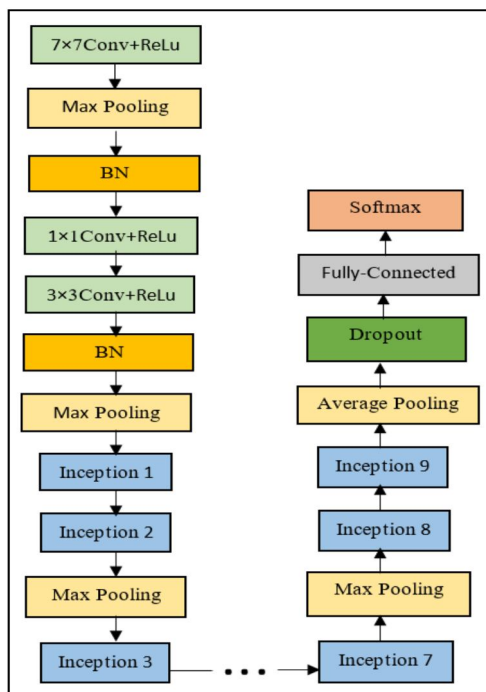 7×7Conv+ReLu
Max Pooling
BN
1×1Conv+ReLu
3×3Conv+ReLu
BN
Max Pooling
Inception 1
Inception 2
Max Pooling
Inception 3
...
Inception 7
Max Pooling
Inception 8
Inception 9
Average Pooling
Dropout
Fully-Connected
Softmax